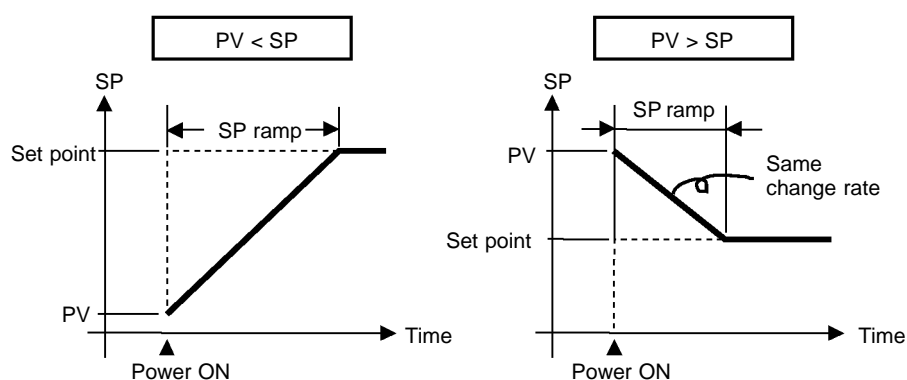 PV < SP
SP
SP ramp
Set point
PV
Time
Power ON
PV > SP
SP
SP ramp
PV
Same
change rate
Set point
Time
Power ON